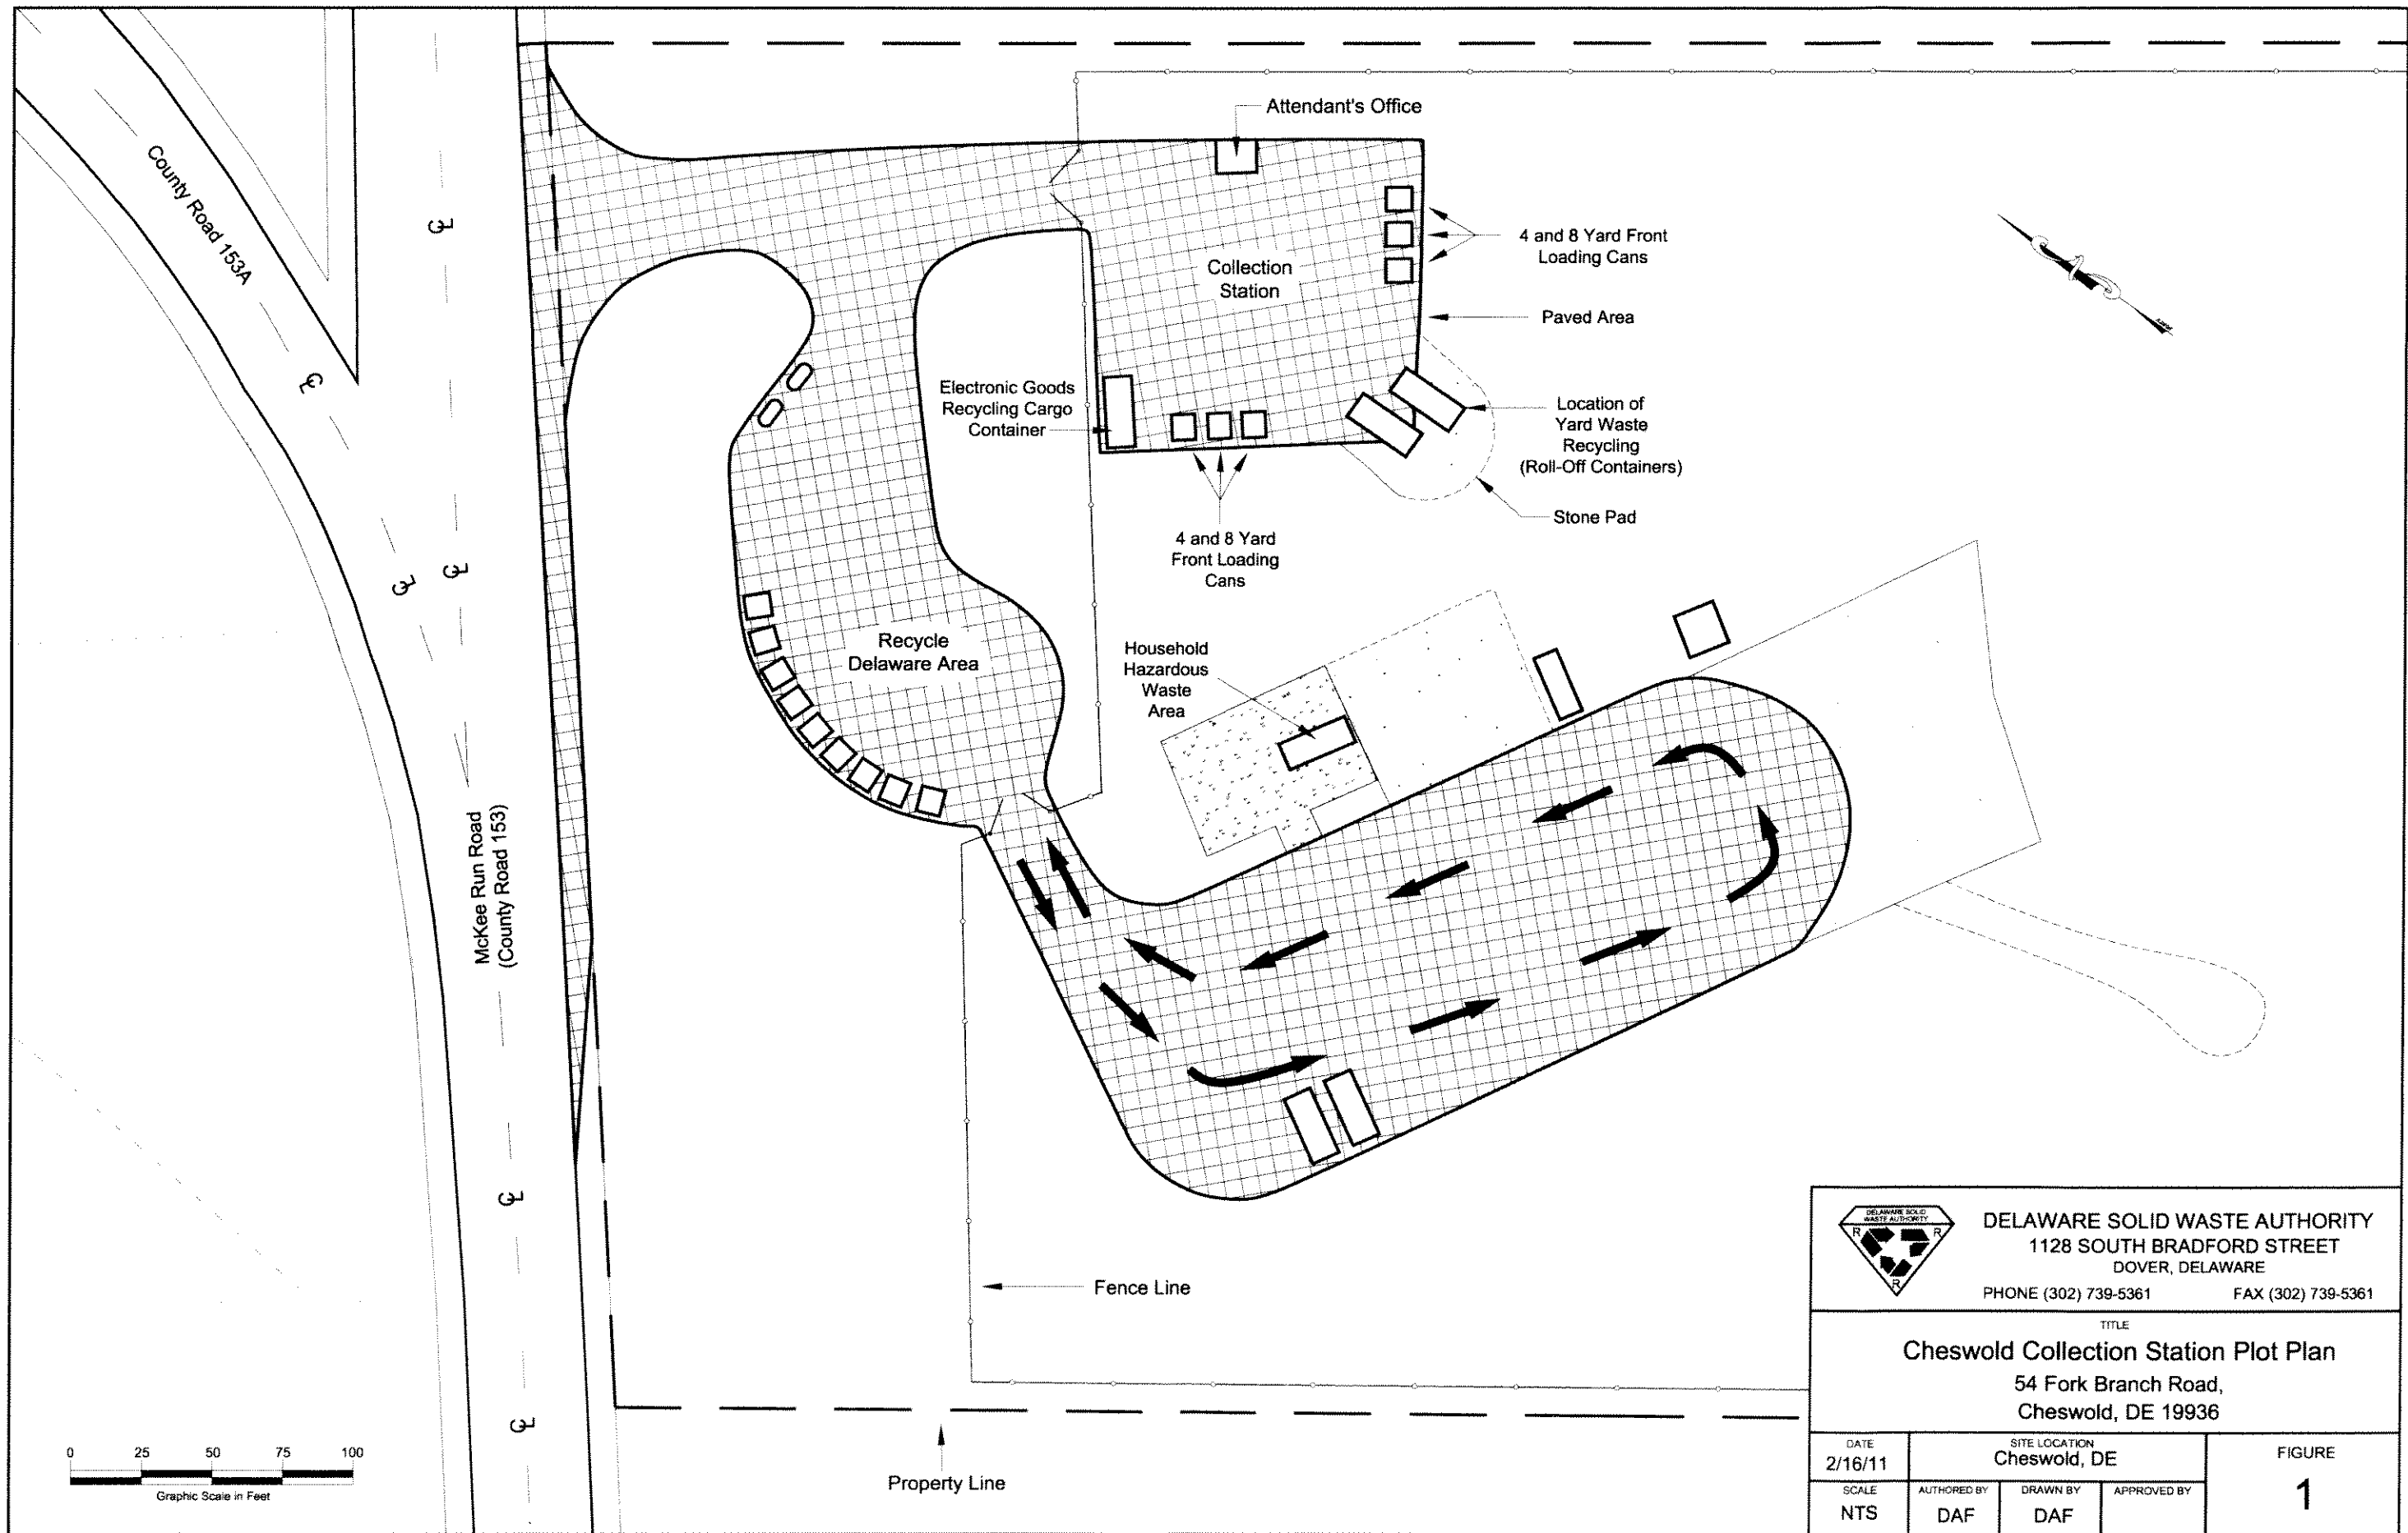 County Road 153A
Attendant's Office
4 and 8 Yard Front
Loading Cans
Collection
Station
Paved Area
Electronic Goods
Recycling Cargo
Container
Location of
Yard Waste
Recycling
(Roll-Off Containers)
Stone Pad
4 and 8 Yard
Front Loading
Cans
Recycle
Delaware Area
Household
Hazardous
Waste
Area
McKee Run Road
(County Road 153)
Fence Line
Property Line
0 25 50 75 100
Graphic Scale in Feet
DELAWARE SOLID
WASTE AUTHORITY
R R
R
DELAWARE SOLID WASTE AUTHORITY
1128 SOUTH BRADFORD STREET
DOVER, DELAWARE
PHONE (302) 739-5361 FAX (302) 739-5361
TITLE
Cheswold Collection Station Plot Plan
54 Fork Branch Road,
Cheswold, DE 19936
DATE
2/16/11
SITE LOCATION
Cheswold, DE
FIGURE
1
SCALE
NTS
AUTHORED BY
DAF
DRAWN BY
DAF
APPROVED BY